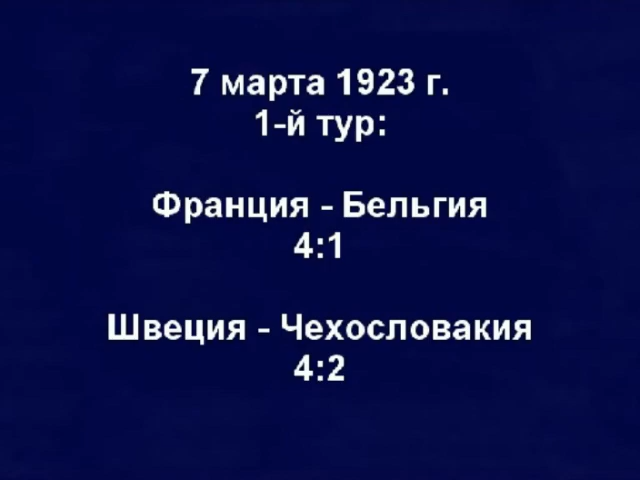 7 марта 1923 г.
1-й тур:
Франция - Бельгия
4:1
Швеция - Чехословакия
4:2